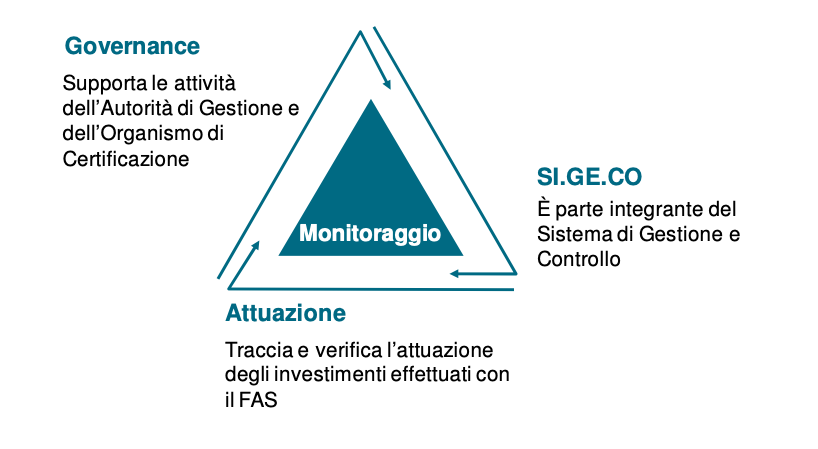 Governance
Supporta le attività
dell'Autorità di Gestione e
dell'Organismo di
Certificazione
Monitoraggio
SI.GE.CO
È parte integrante del
Sistema di Gestione e
Controllo
Attuazione
Traccia e verifica l'attuazione
degli investimenti effettuati con
il FAS